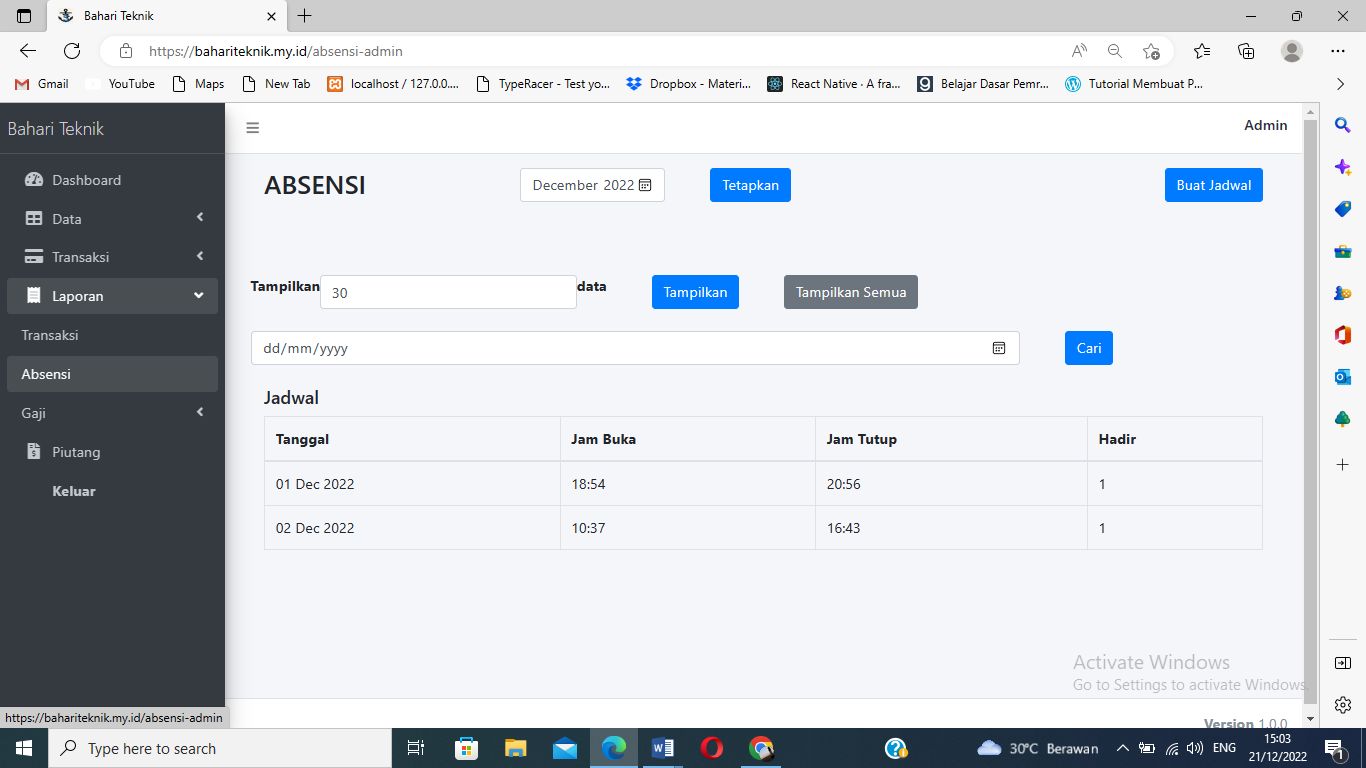 Bahari Teknik
https://bahariteknik.my.id/absensi-admin
Gmail YouTube Maps New Tab localhost / 127.0.0.... TypeRacer - Test yo... Dropbox - Materi... React Native · A fra... Belajar Dasar Pemr... Tutorial Membuat P...
Bahari Teknik
Admin
Dashboard
Data
Transaksi
Laporan
Transaksi
Absensi
Gaji
Piutang
Keluar
ABSENSI December 2022 Tetapkan Buat Jadwal
Tampilkan 30 data Tampilkan Tampilkan Semua
dd/mm/yyyy Cari
Jadwal
Tanggal Jam Buka Jam Tutup Hadir
01 Dec 2022 18:54 20:56 1
02 Dec 2022 10:37 16:43 1
Activate Windows
Go to Settings to activate Windows.
Version 1.0.0
https://bahariteknik.my.id/absensi-admin
Type here to search
30°C Berawan
ENG
15:03
21/12/2022
1